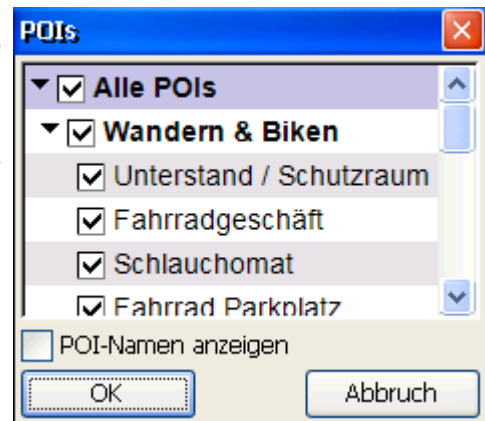 POIs
Alle POIs
Wandern & Biken
Unterstand / Schutzraum
Fahrradgeschäft
Schlauchomat
Fahrrad Parkplatz
POI-Namen anzeigen
OK
Abbruch